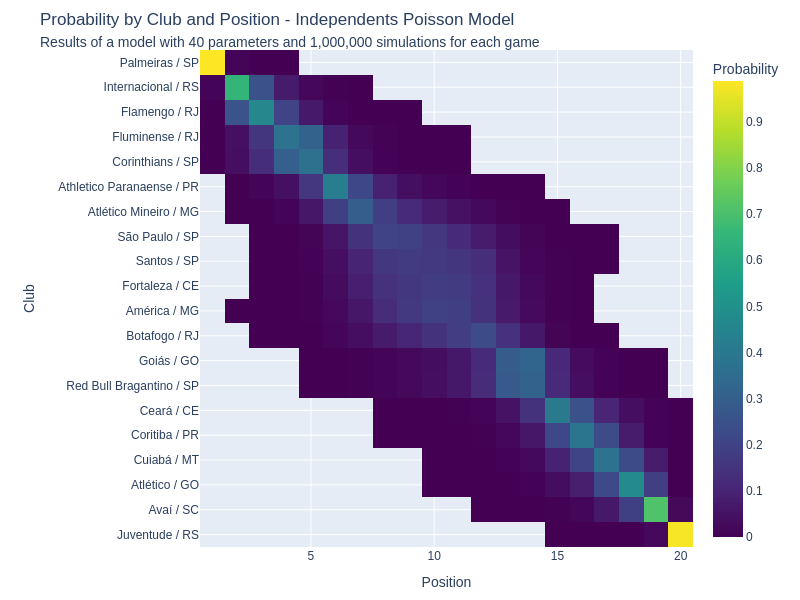 Probability by Club and Position - Independents Poisson Model
Results of a model with 40 parameters and 1,000,000 simulations for each game
Probability
Palmeiras / SP
Internacional / RS
Flamengo / RJ
Fluminense / RJ
Corinthians / SP
Athletico Paranaense / PR
Atlético Mineiro / MG
São Paulo / SP
Santos / SP
Fortaleza / CE
América / MG
Botafogo / RJ
Goiás / GO
Red Bull Bragantino / SP
Ceará / CE
Coritiba / PR
Cuiabá / MT
Atlético / GO
Avaí / SC
Juventude / RS
Club
5
10
15
20
Position
0.9
0.8
0.7
0.6
0.5
0.4
0.3
0.2
0.1
0